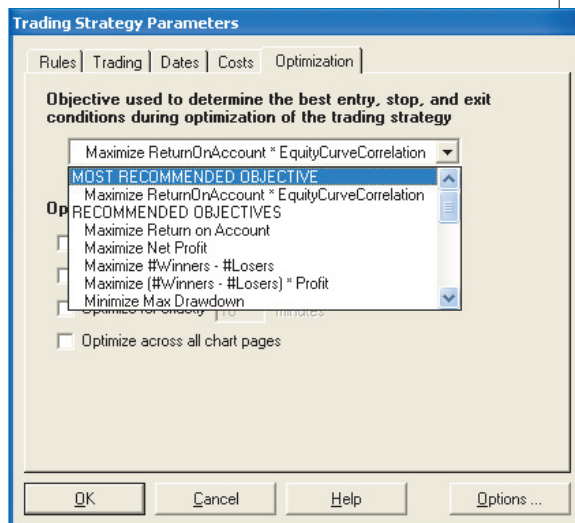 Trading Strategy Parameters
Rules Trading Dates Costs Optimization
Objective used to determine the best entry, stop, and exit
conditions during optimization of the trading strategy
Maximize ReturnOnAccount * EquityCurveCorrelation
MOST RECOMMENDED OBJECTIVE
Maximize ReturnOnAccount * EquityCurveCorrelation
Op
RECOMMENDED OBJECTIVES
Maximize Return on Account
Maximize Net Profit
Maximize #Winners - #Losers
Maximize (#Winners - #Losers) * Profit
Minimize Max Drawdown
Optimize across all chart pages
OK Cancel Help Options ...